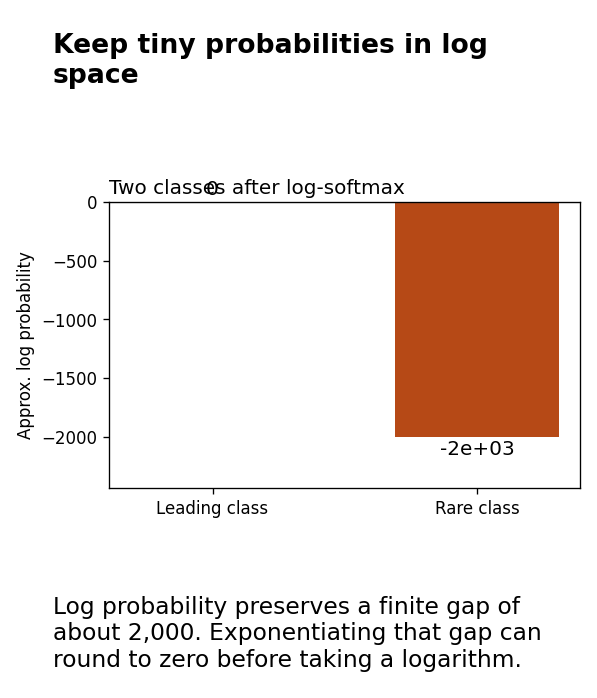 Keep tiny probabilities in log
space
Two classes after log-softmax
0
0
−500
−1000
−1500
−2000
Approx. log probability
-2e+03
Leading class
Rare class
Log probability preserves a finite gap of
about 2,000. Exponentiating that gap can
round to zero before taking a logarithm.